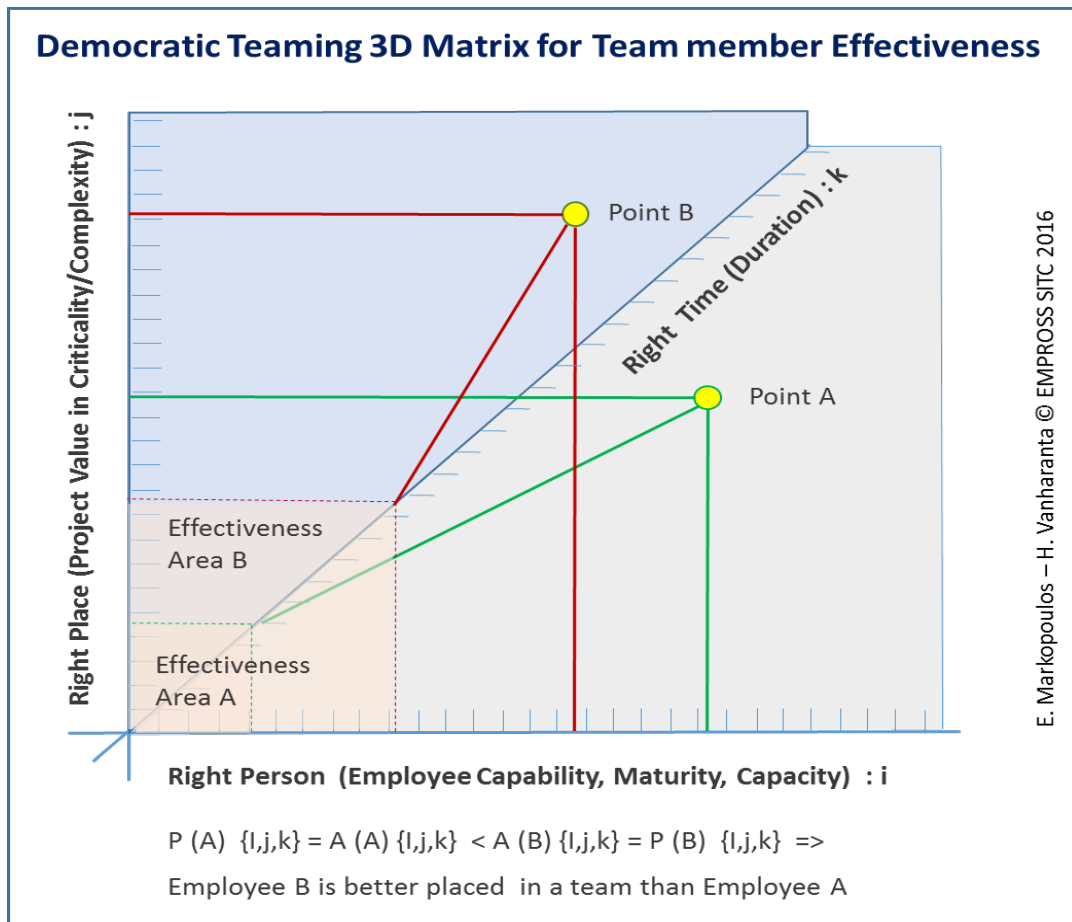 Democratic Teaming 3D Matrix for Team member Effectiveness
Right Place (Project Value in Criticality/Complexity) : j
Point B
Right Time (Duration) : k
Point A
Effectiveness
Area B
Effectiveness
Area A
E. Markopoulos – H. Vanharanta © EMPROSS SITC 2016
Right Person (Employee Capability, Maturity, Capacity) : i
P (A) {I,j,k} = A (A) {I,j,k} < A (B) {I,j,k} = P (B) {I,j,k} =>
Employee B is better placed in a team than Employee A